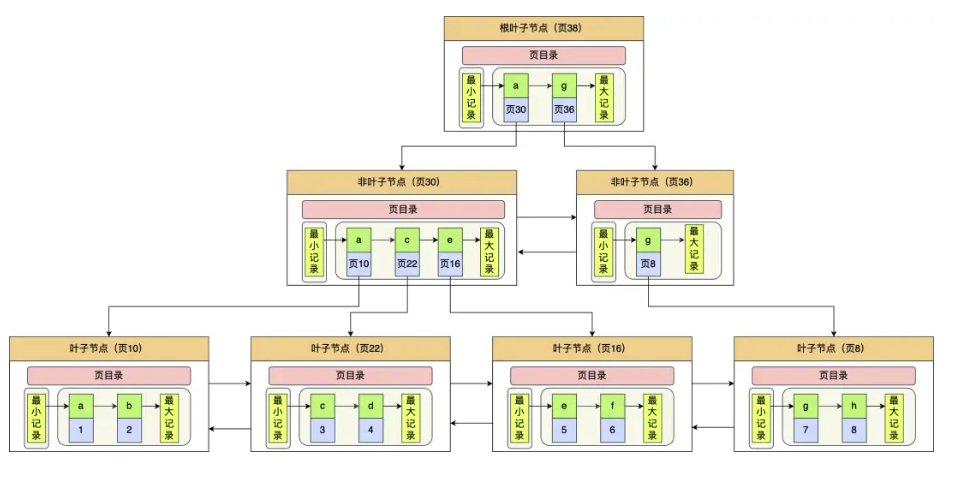 根叶子节点（页38）
页目录
最小记录
a
页30
g
页36
最大记录
非叶子节点（页30）
页目录
最小记录
a
页10
c
页22
e
页16
最大记录
非叶子节点（页36）
页目录
最小记录
g
页8
最大记录
叶子节点（页10）
页目录
最小记录
a
1
b
2
最大记录
叶子节点（页22）
页目录
最小记录
c
3
d
4
最大记录
叶子节点（页16）
页目录
最小记录
e
5
f
6
最大记录
叶子节点（页8）
页目录
最小记录
g
7
h
8
最大记录